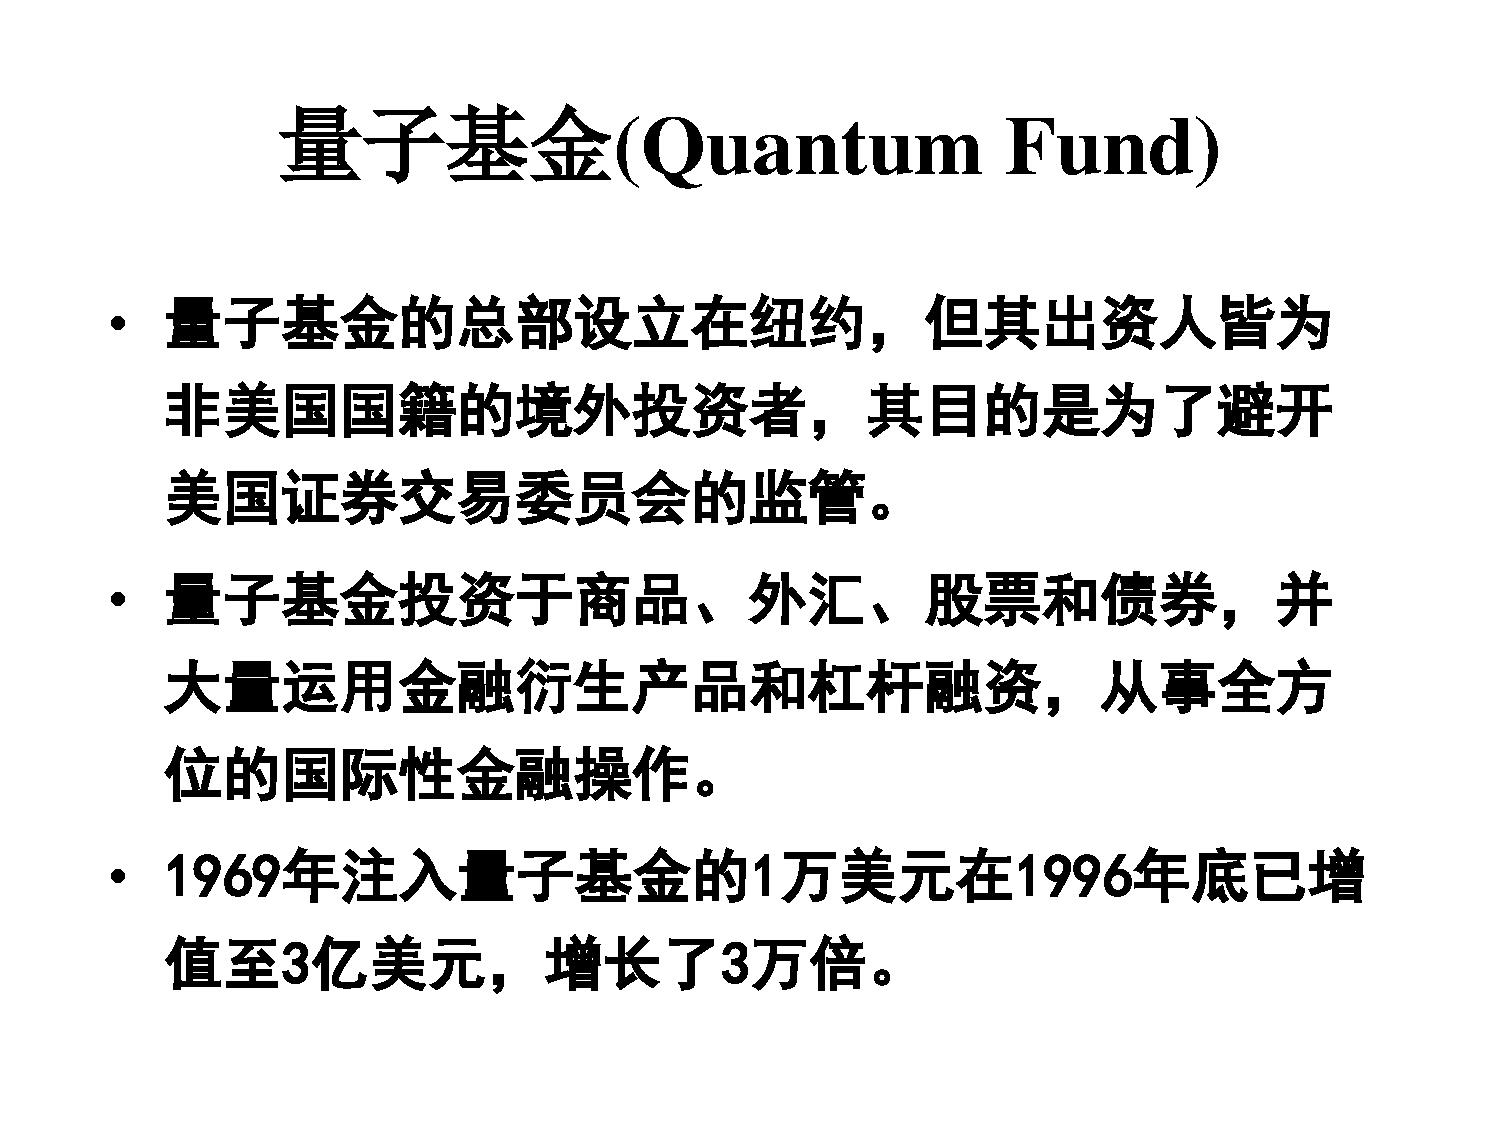 量子基金(Quantum Fund)
• 量子基金的总部设立在纽约，但其出资人皆为
非美国国籍的境外投资者，其目的是为了避开
美国证券交易委员会的监管。
• 量子基金投资于商品、外汇、股票和债券，并
大量运用金融衍生产品和杠杆融资，从事全方
位的国际性金融操作。
• 1969年注入量子基金的1万美元在1996年底已增
值至3亿美元，增长了3万倍。